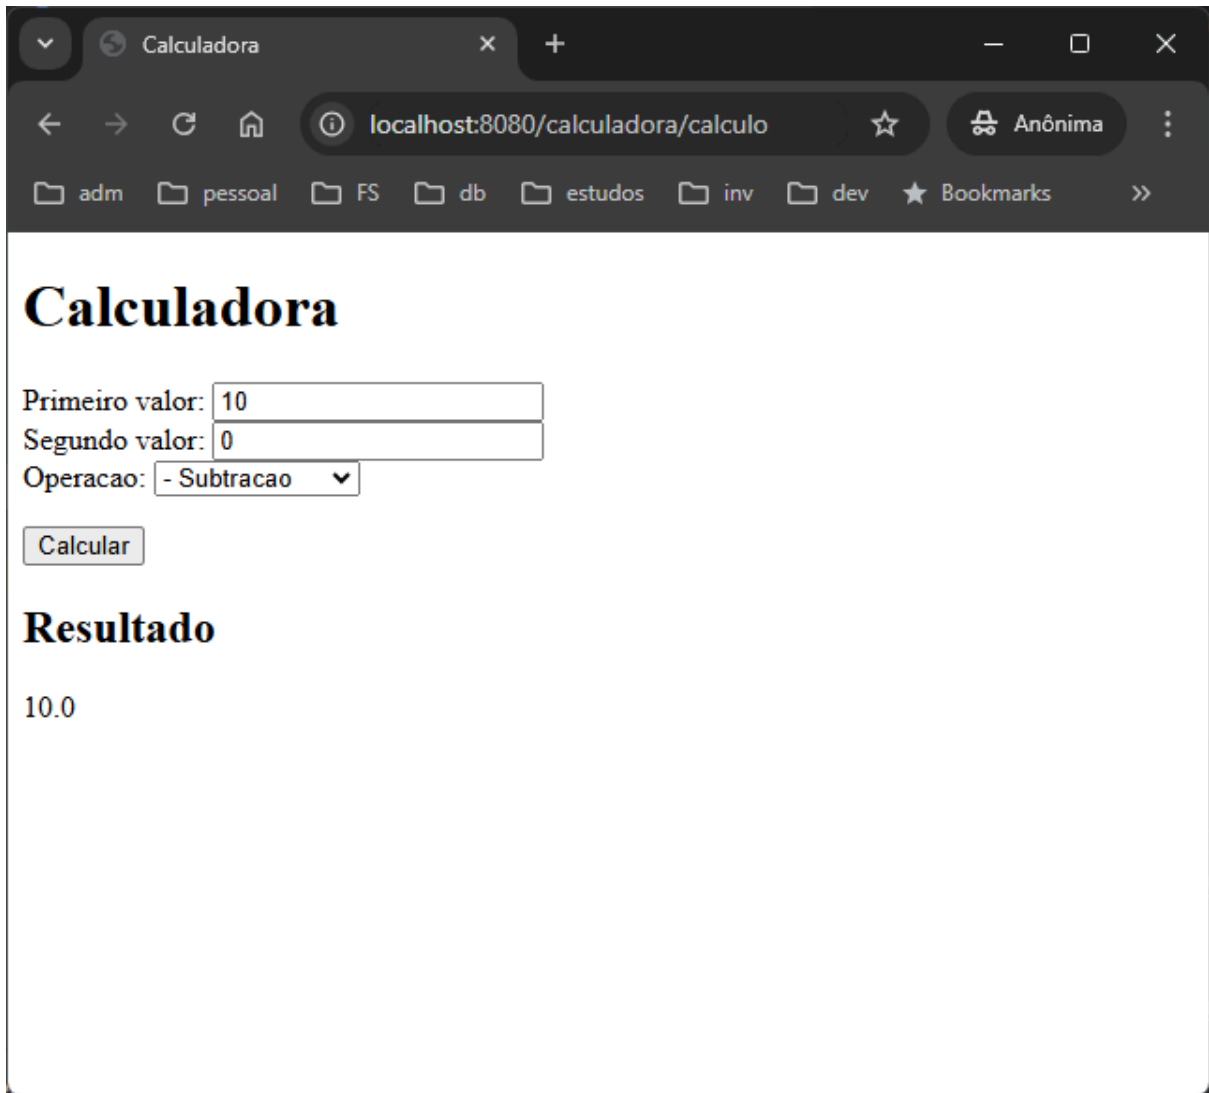 Calculadora
localhost:8080/calculadora/calculo
Anônima
adm pessoal FS db estudos inv dev Bookmarks
Calculadora
Primeiro valor: 10
Segundo valor: 0
Operacao: - Subtracao
Calcular
Resultado
10.0